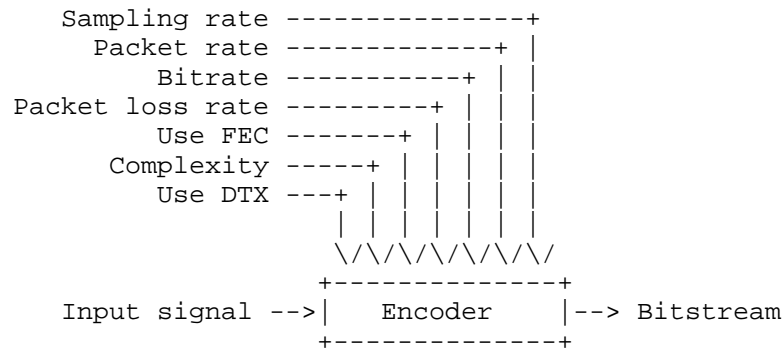 Sampling rate ---------------+
Packet rate -------------+ |
Bitrate -----------+ | |
Packet loss rate ---------+ | | |
Use FEC -------+ | | | |
Complexity -----+ | | | | |
Use DTX ---+ | | | | | |
| | | | | | |
\/\/\/\/\/\/\/
+--------------+
Input signal -->| Encoder |--> Bitstream
+--------------+